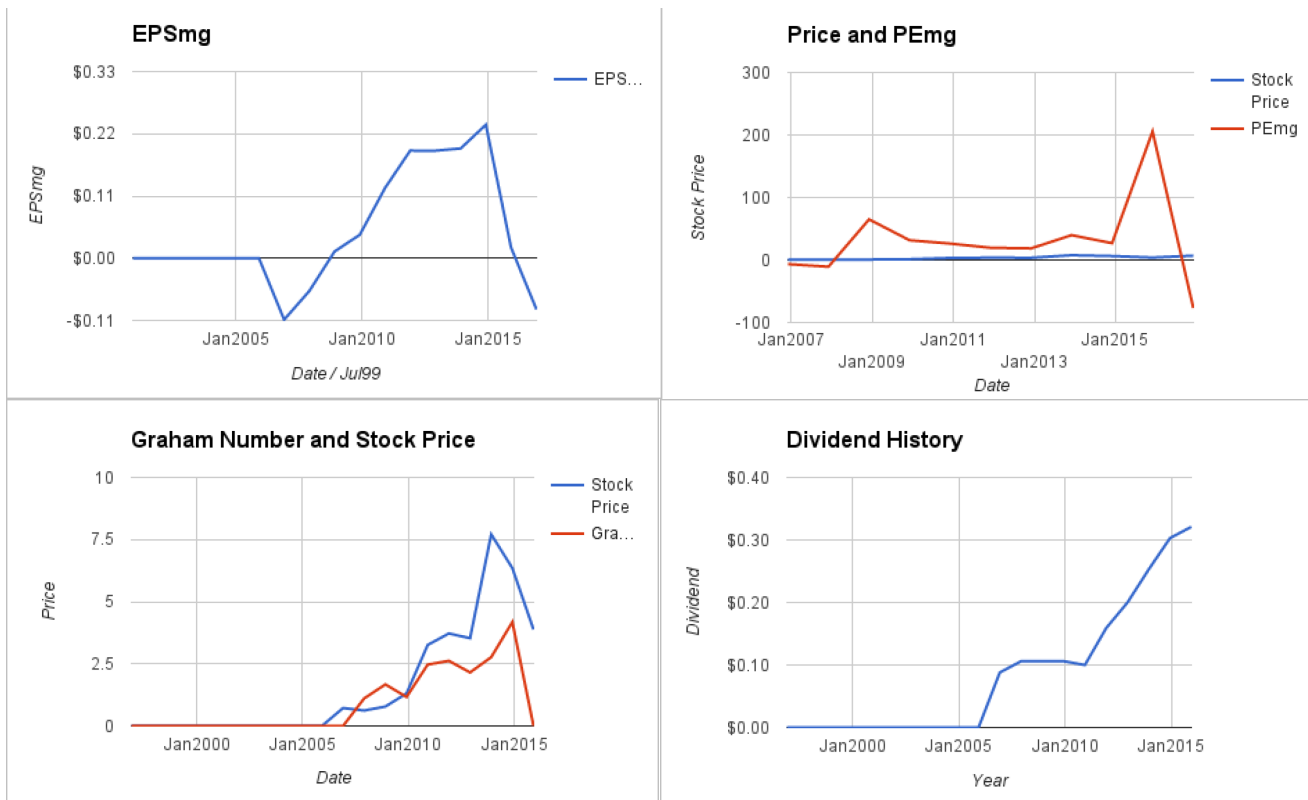 EPSmg
$0.33
$0.22
$0.11
$0.00
-$0.11
EPSmg
Jan2005
Jan2010
Jan2015
Date / Jul99
EPS...
Price and PEmg
300
200
100
0
-100
Stock Price
Jan2007
Jan2009
Jan2011
Jan2013
Jan2015
Date
Stock
Price
PEmg
Graham Number and Stock Price
10
7.5
5
2.5
0
Price
Jan2000
Jan2005
Jan2010
Jan2015
Date
Stock
Price
Gra...
Dividend History
$0.40
$0.30
$0.20
$0.10
$0.00
Dividend
Jan2000
Jan2005
Jan2010
Jan2015
Year